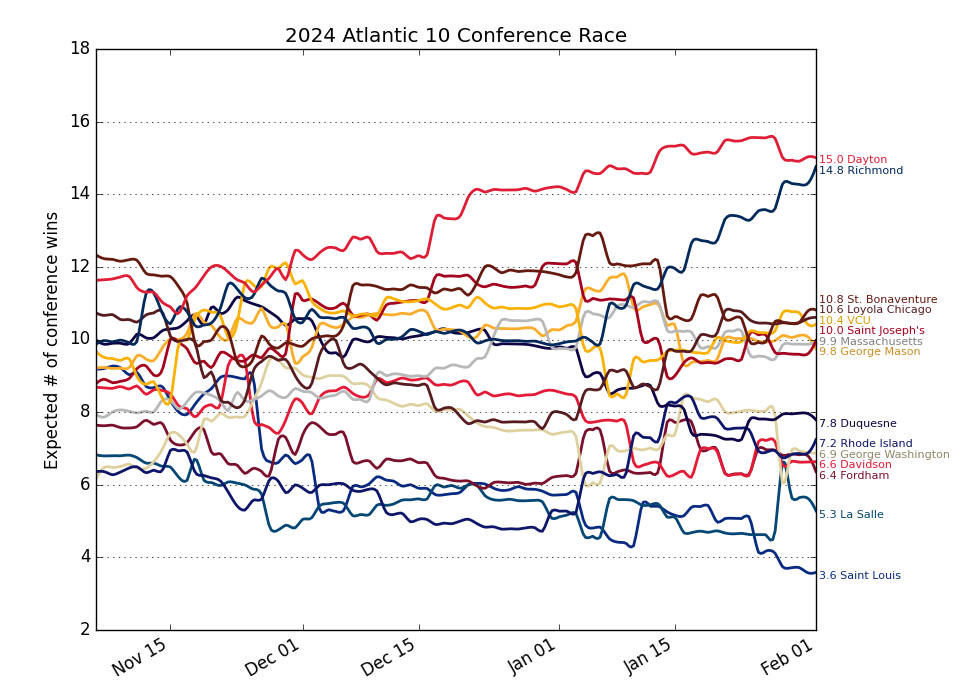 2024 Atlantic 10 Conference Race
Expected # of conference wins
18
16
14
12
10
8
6
4
2
Nov 15
Dec 01
Dec 15
Jan 01
Jan 15
Feb 01
15.0 Dayton
14.8 Richmond
10.8 St. Bonaventure
10.6 Loyola Chicago
10.4 VCU
10.0 Saint Joseph's
9.9 Massachusetts
9.8 George Mason
7.8 Duquesne
7.2 Rhode Island
6.9 George Washington
6.6 Davidson
6.4 Fordham
5.3 La Salle
3.6 Saint Louis